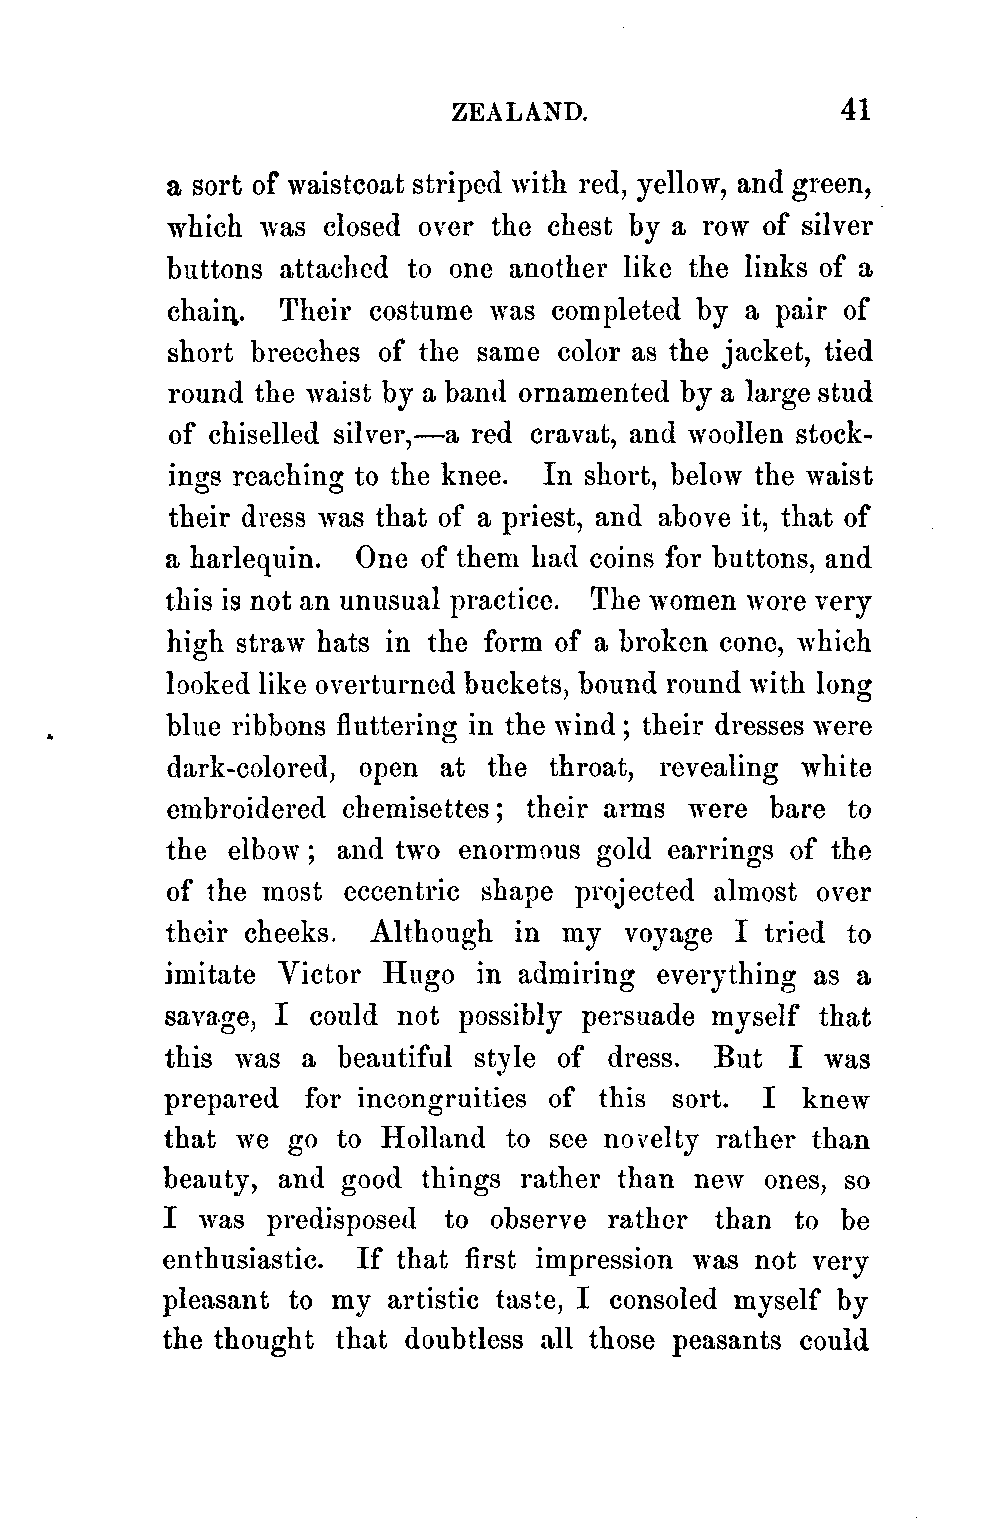 ZEALAND. 41
a sort of waistcoat striped with red, yellow, and green,
which was closed over the chest by a row of silver
buttons attached to one another like the links of a
chain. Their costume was completed by a pair of
short breeches of the same color as the jacket, tied
round the waist by a band ornamented by a large stud
of chiselled silver,—a red cravat, and woollen stock-
ings reaching to the knee. In short, below the waist
their dress was that of a priest, and above it, that of
a harlequin. One of them had coins for buttons, and
this is not an unusual practice. The women wore very
high straw hats in the form of a broken cone, which
looked like overturned buckets, bound round with long
blue ribbons fluttering in the wind; their dresses were
dark-colored, open at the throat, revealing white
embroidered chemisettes; their arms were bare to
the elbow; and two enormous gold earrings of the
of the most eccentric shape projected almost over
their cheeks. Although in my voyage I tried to
imitate Victor Hugo in admiring everything as a
savage, I could not possibly persuade myself that
this was a beautiful style of dress. But I was
prepared for incongruities of this sort. I knew
that we go to Holland to see novelty rather than
beauty, and good things rather than new ones, so
I was predisposed to observe rather than to be
enthusiastic. If that first impression was not very
pleasant to my artistic taste, I consoled myself by
the thought that doubtless all those peasants could